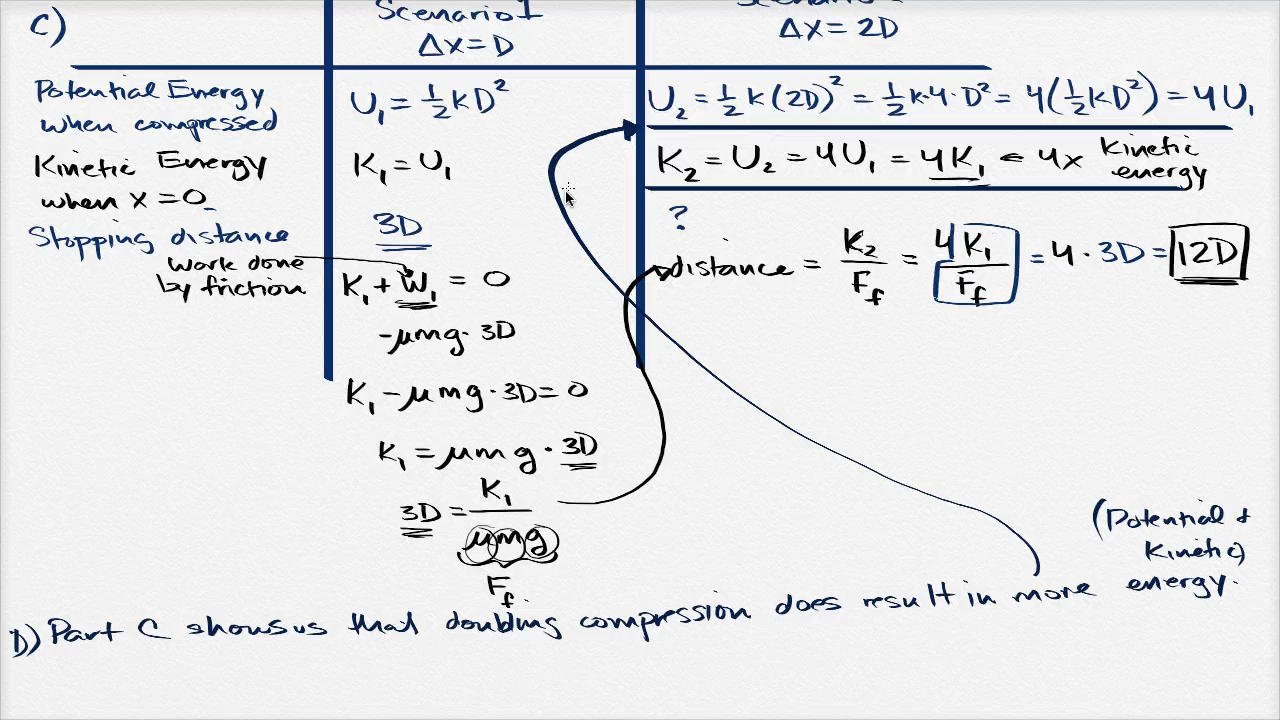 C)
Scenario 1
ΔX = D
ΔX = 2D
Potential Energy
when compressed
U₁ = ½kD²
U₂ = ½k(2D)² = ½k·4·D² = 4(½kD²) = 4U₁
Kinetic Energy
when x = 0
K₁ = U₁
K₂ = U₂ = 4U₁ = 4K₁ ← 4x Kinetic energy
Stopping distance
3D
?
work done
by friction
K₁ + W₁ = 0
distance = K₂/F_f = 4K₁/F_f = 4·3D = 12D
-μmg·3D
K₁ - μmg·3D = 0
K₁ = μmg·3D
3D = K₁/μmg
F_f
(Potential +
Kinetic)
D) Part C shows us that doubling compression does result in more energy.